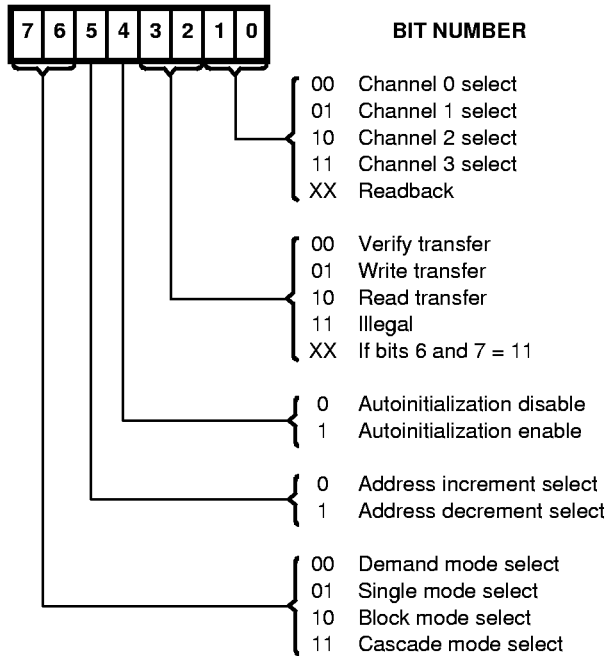 7 6 5 4 3 2 1 0 BIT NUMBER
00 Channel 0 select
01 Channel 1 select
10 Channel 2 select
11 Channel 3 select
XX Readback
00 Verify transfer
01 Write transfer
10 Read transfer
11 Illegal
XX If bits 6 and 7 = 11
0 Autoinitialization disable
1 Autoinitialization enable
0 Address increment select
1 Address decrement select
00 Demand mode select
01 Single mode select
10 Block mode select
11 Cascade mode select